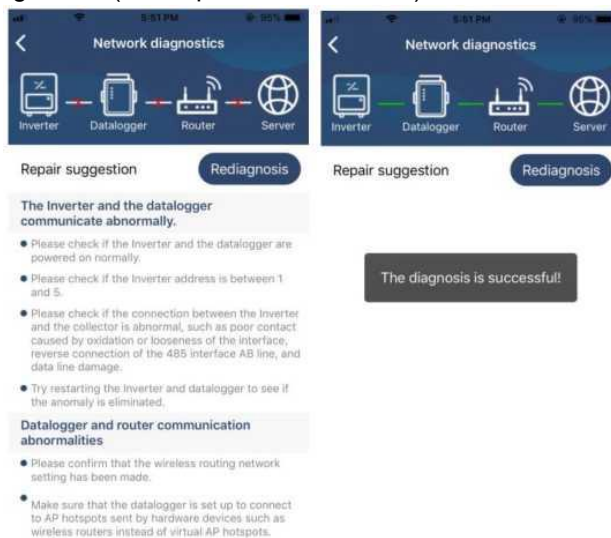 5:51 PM
95%
Network diagnostics
Inverter
Datalogger
Router
Server
Repair suggestion
Rediagnosis
The Inverter and the datalogger
communicate abnormally.
Please check if the Inverter and the datalogger are
powered on normally.
Please check if the Inverter address is between 1
and 5.
Please check if the connection between the Inverter
and the collector is abnormal, such as poor contact
caused by oxidation or looseness of the interface,
reverse connection of the 485 interface AB line, and
data line damage.
Try restarting the Inverter and datalogger to see if
the anomaly is eliminated.
Datalogger and router communication
abnormalities
Please confirm that the wireless routing network
setting has been made.
Make sure that the datalogger is set up to connect
to AP hotspots sent by hardware devices such as
wireless routers instead of virtual AP hotspots.
5:51 PM
95%
Network diagnostics
Inverter
Datalogger
Router
Server
Repair suggestion
Rediagnosis
The diagnosis is successful!